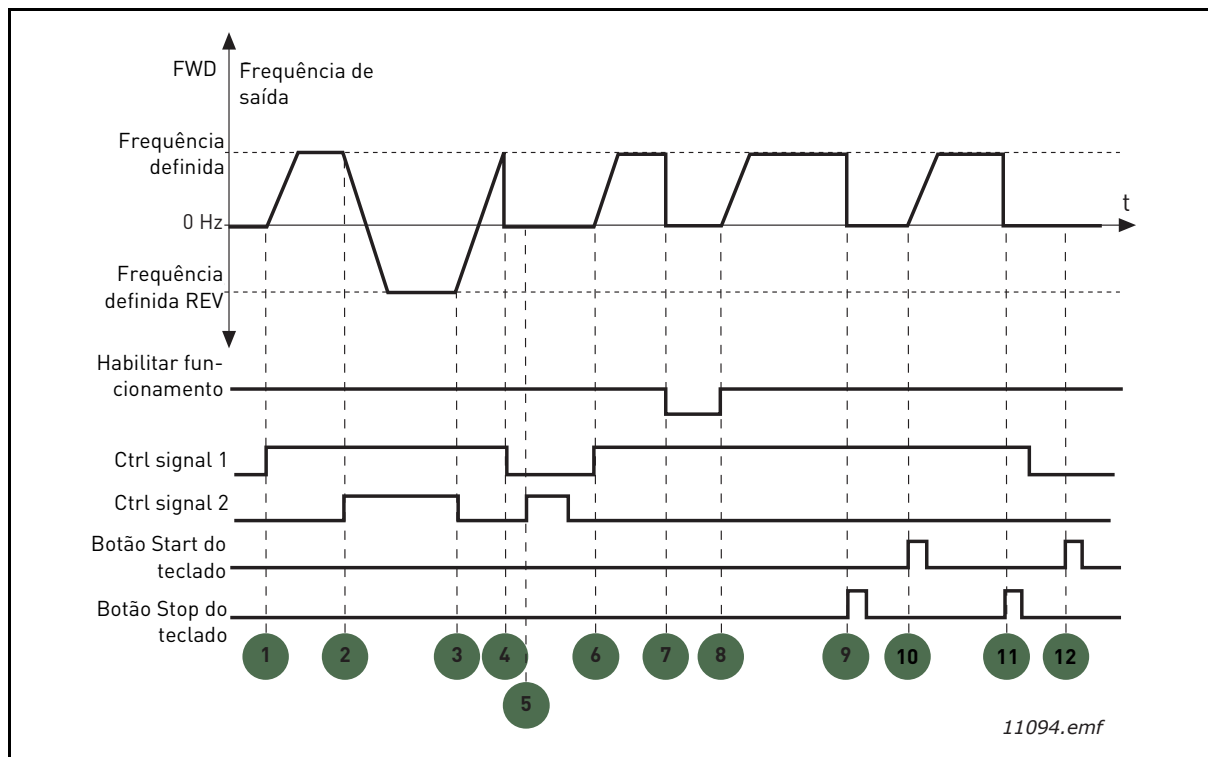 FWD
Frequência de
saída
Frequência
definida
t
0 Hz
Frequência
definida REV
Habilitar fun-
cionamento
Ctrl signal 1
Ctrl signal 2
Botão Start do
teclado
Botão Stop do
teclado
1 2 3 4 6 7 8 9 10 11 12
5
11094.emf